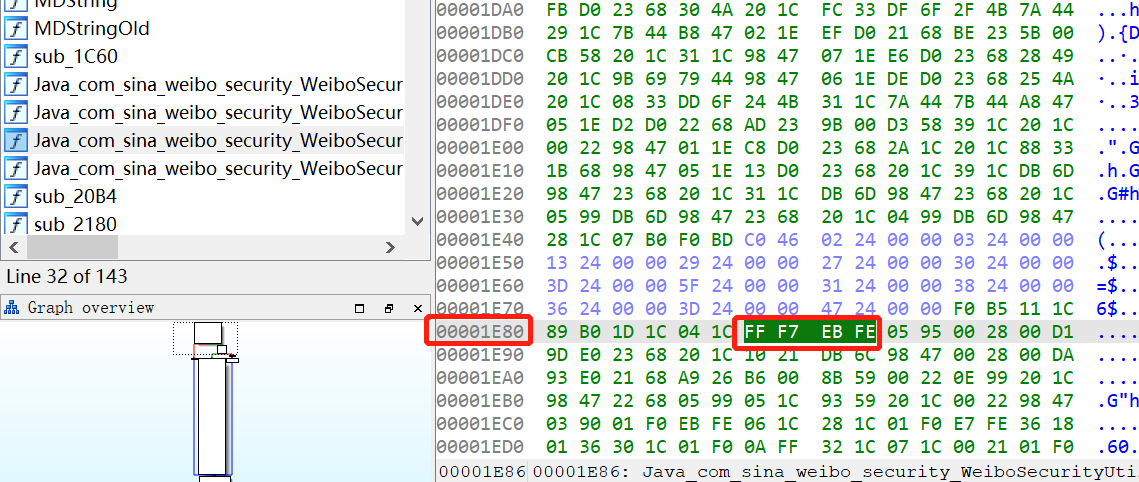 MDString
MDStringOld
sub_1C60
Java_com_sina_weibo_security_WeiboSecur
Java_com_sina_weibo_security_WeiboSecur
Java_com_sina_weibo_security_WeiboSecur
Java_com_sina_weibo_security_WeiboSecur
sub_20B4
sub_2180
Line 32 of 143
Graph overview
00001DA0 FB D0 23 68 30 4A 20 1C FC 33 DF 6F 2F 4B 7A 44 ...h
00001DB0 29 1C 7B 44 B8 47 02 1E EF D0 21 68 BE 23 5B 00 ).{D
00001DC0 CB 58 20 1C 31 1C 98 47 07 1E E6 D0 23 68 28 49 ..·.
00001DD0 20 1C 9B 69 79 44 98 47 06 1E DE D0 23 68 25 4A ..i
00001DE0 20 1C 08 33 DD 6F 24 4B 31 1C 7A 44 7B 44 A8 47 ..3
00001DF0 05 1E D2 D0 22 68 AD 23 9B 00 D3 58 39 1C 20 1C ....
00001E00 00 22 98 47 01 1E C8 D0 23 68 2A 1C 20 1C 88 33 .".G
00001E10 1B 68 98 47 05 1E 13 D0 23 68 20 1C 39 1C DB 6D .h.G
00001E20 98 47 23 68 20 1C 31 1C DB 6D 98 47 23 68 20 1C .G#h
00001E30 05 99 DB 6D 98 47 23 68 20 1C 04 99 DB 6D 98 47 ....
00001E40 28 1C 07 B0 F0 BD C0 46 02 24 00 00 03 24 00 00 (...
00001E50 13 24 00 00 29 24 00 00 27 24 00 00 30 24 00 00 .$..
00001E60 3D 24 00 00 5F 24 00 00 31 24 00 00 38 24 00 00 =$..
00001E70 36 24 00 00 3D 24 00 00 47 24 00 00 F0 B5 11 1C 6$..
00001E80 89 B0 1D 1C 04 1C FF F7 EB FE 05 95 00 28 00 D1 ....
00001E90 9D E0 23 68 20 1C 10 21 DB 6C 98 47 00 28 00 DA ....
00001EA0 93 E0 21 68 A9 26 B6 00 8B 59 00 22 0E 99 20 1C ....
00001EB0 98 47 22 68 05 99 05 1C 93 59 20 1C 00 22 98 47 .G"h
00001EC0 03 90 01 F0 EB FE 06 1C 28 1C 01 F0 E7 FE 36 18 ....
00001ED0 01 36 30 1C 01 F0 0A FF 32 1C 07 1C 00 21 01 F0 .60.
00001E86 00001E86: Java_com_sina_weibo_security_WeiboSecurityUti